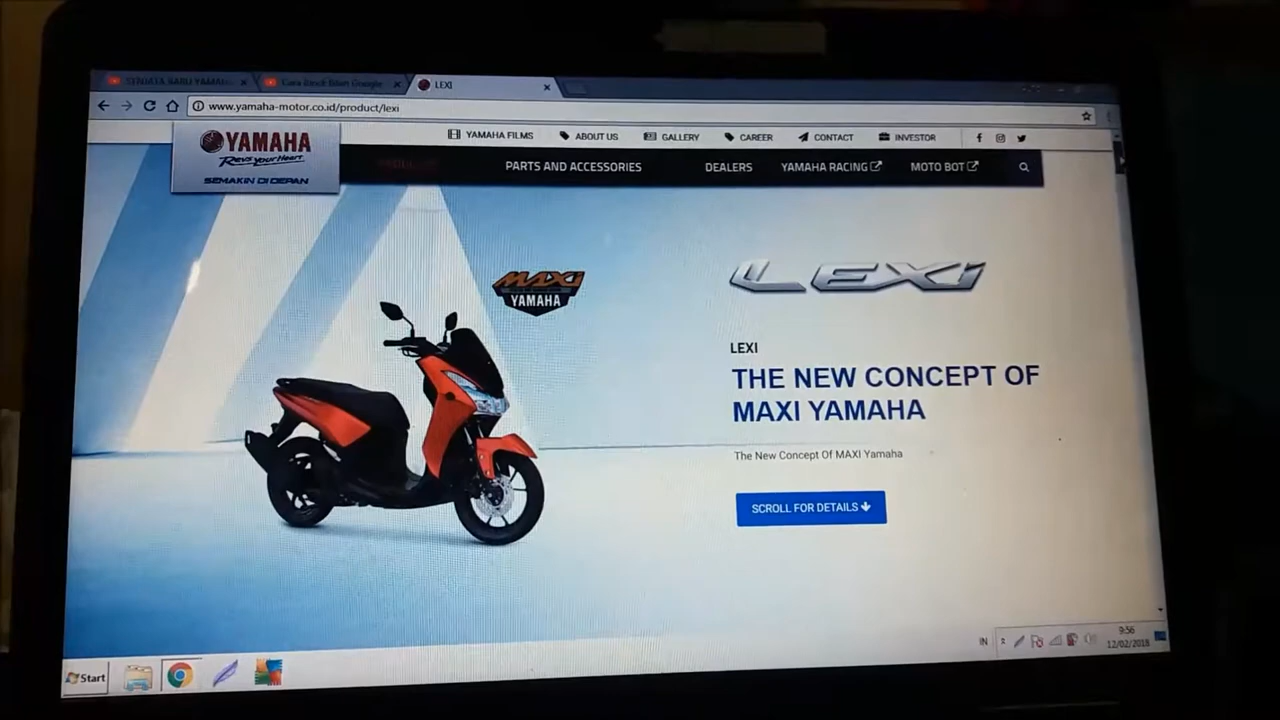 LEXI
www.yamaha-motor.co.id/product/lexi
YAMAHA FILMS
ABOUT US
GALLERY
CAREER
CONTACT
INVESTOR
YAMAHA
Revs your Heart
SEMAKIN DI DEPAN
PARTS AND ACCESSORIES
DEALERS
YAMAHA RACING
MOTO BOT
MAXi
YAMAHA
LEXi
LEXI
THE NEW CONCEPT OF
MAXI YAMAHA
The New Concept Of MAXI Yamaha
SCROLL FOR DETAILS
IN
9:56
12/02/2018
Start